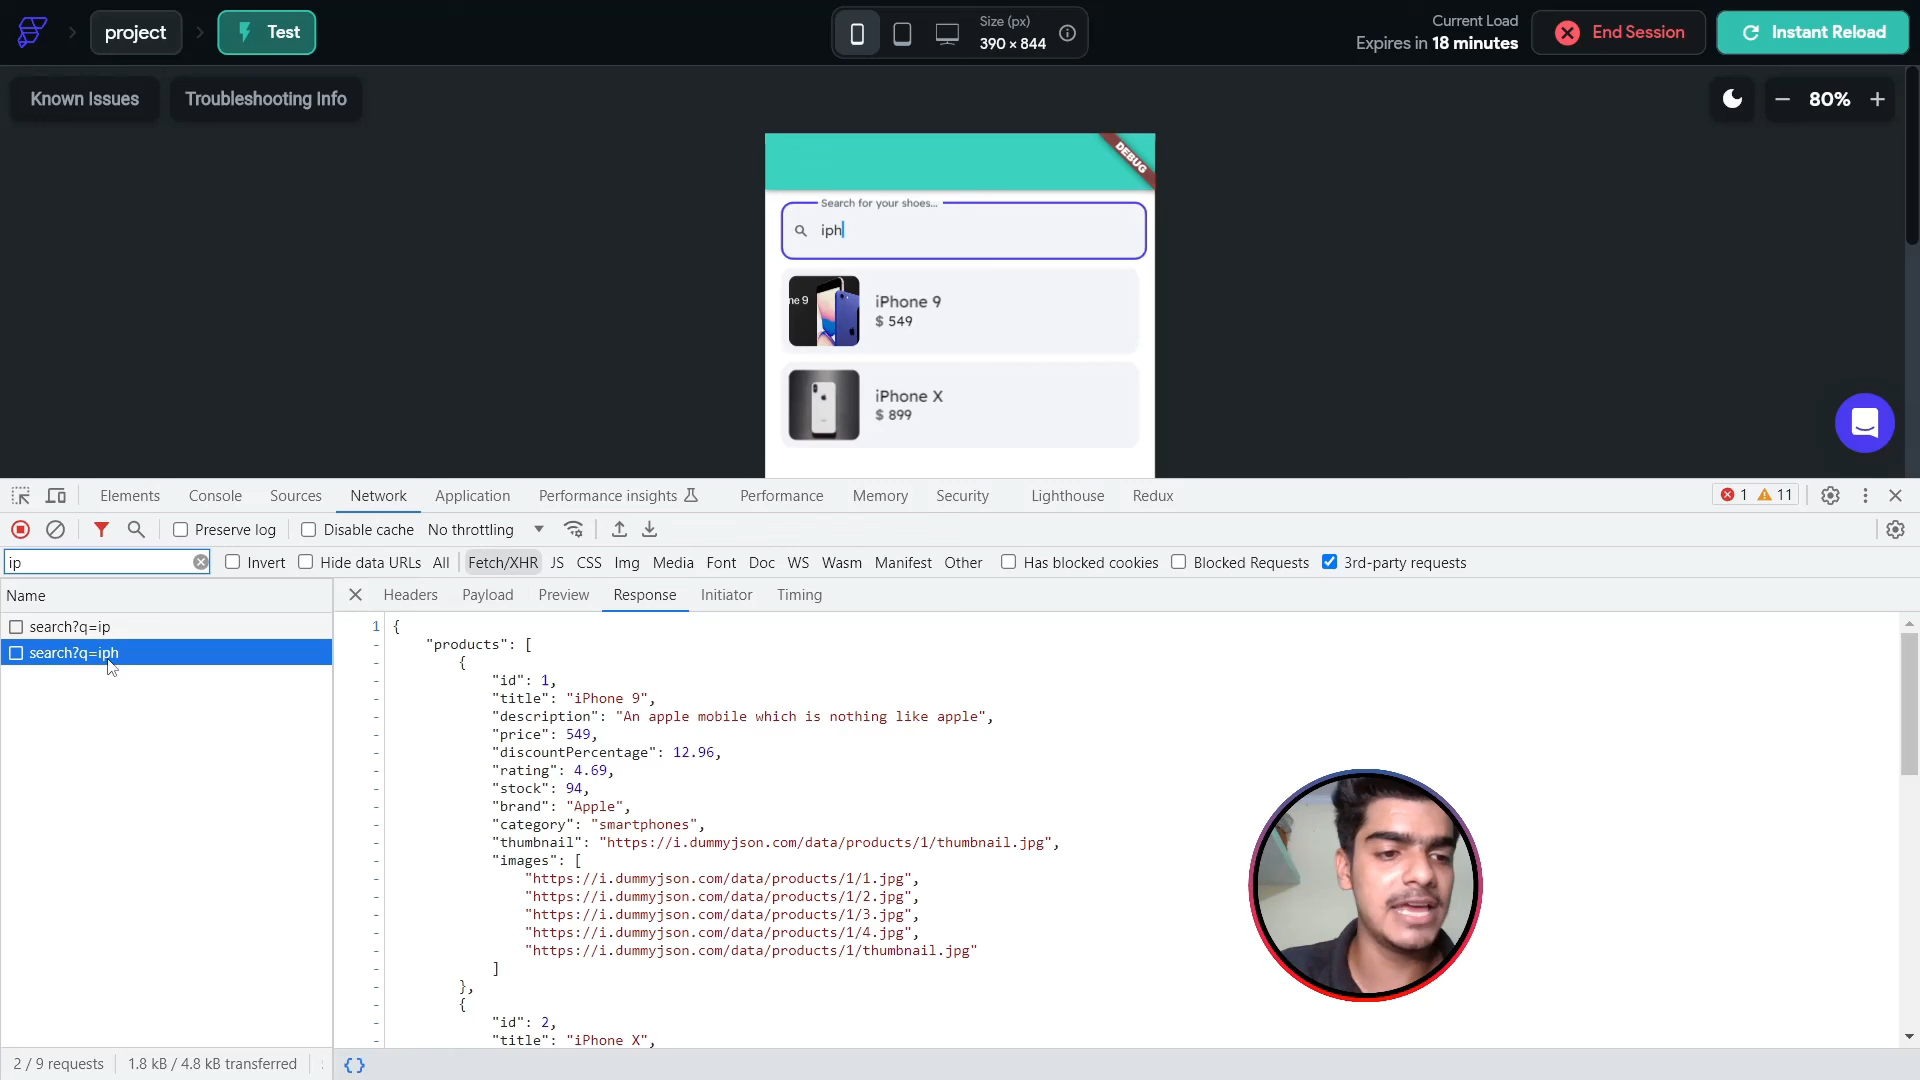 project
Test
Size (px)
390 × 844
Current Load
Expires in 18 minutes
End Session
Instant Reload
Known Issues
Troubleshooting Info
80%
DEBUG
Search for your shoes...
iph
ne 9
iPhone 9
$ 549
iPhone X
$ 899
Elements Console Sources Network Application Performance insights Performance Memory Security Lighthouse Redux 1 11
Preserve log Disable cache No throttling
ip Invert Hide data URLs All Fetch/XHR JS CSS Img Media Font Doc WS Wasm Manifest Other Has blocked cookies Blocked Requests 3rd-party requests
Name
Headers Payload Preview Response Initiator Timing
search?q=ip
search?q=iph
1 {
- "products": [
- {
- "id": 1,
- "title": "iPhone 9",
- "description": "An apple mobile which is nothing like apple",
- "price": 549,
- "discountPercentage": 12.96,
- "rating": 4.69,
- "stock": 94,
- "brand": "Apple",
- "category": "smartphones",
- "thumbnail": "https://i.dummyjson.com/data/products/1/thumbnail.jpg",
- "images": [
- "https://i.dummyjson.com/data/products/1/1.jpg",
- "https://i.dummyjson.com/data/products/1/2.jpg",
- "https://i.dummyjson.com/data/products/1/3.jpg",
- "https://i.dummyjson.com/data/products/1/4.jpg",
- "https://i.dummyjson.com/data/products/1/thumbnail.jpg"
- ]
- },
- {
- "id": 2,
- "title": "iPhone X",
2 / 9 requests 1.8 kB / 4.8 kB transferred
{}